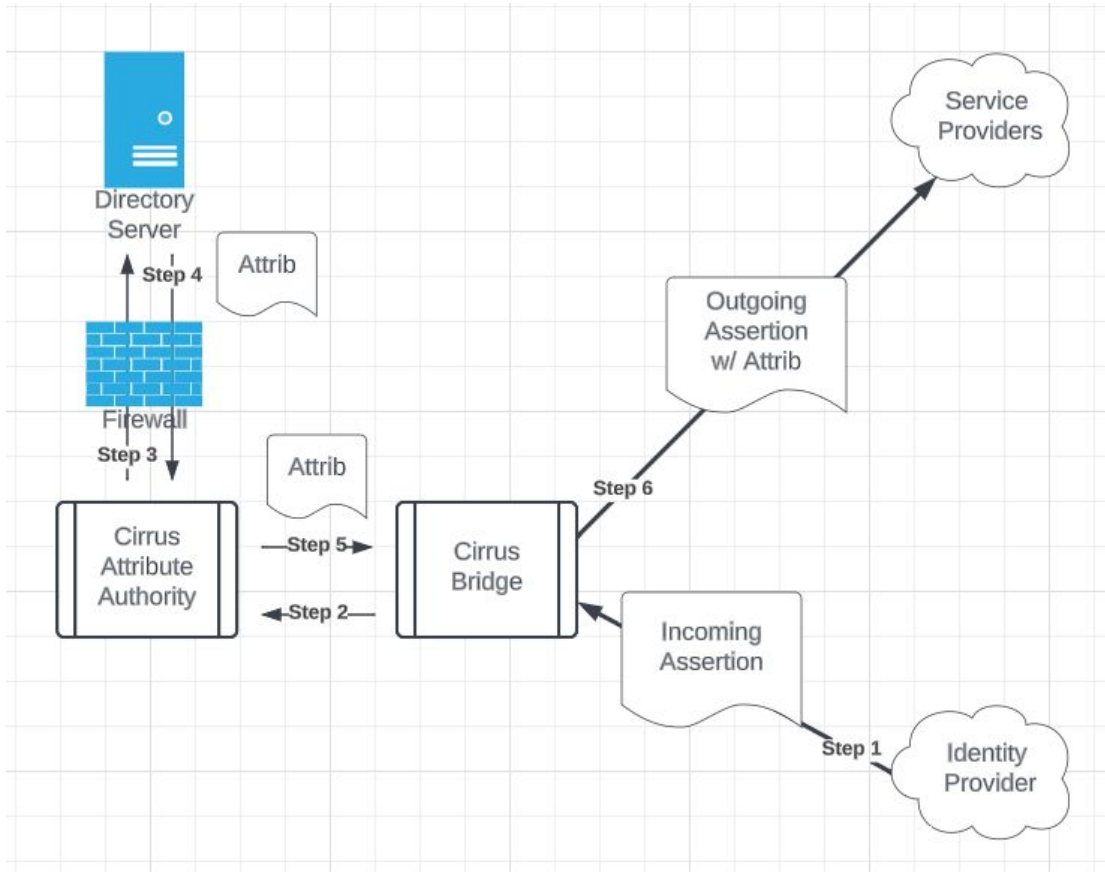 Service
Providers
Directory
Server
Step 4
Attrib
Outgoing
Assertion
w/ Attrib
Firewall
Step 3
Attrib
Step 6
Cirrus
Attribute
Authority
Step 5
Step 2
Cirrus
Bridge
Incoming
Assertion
Step 1
Identity
Provider